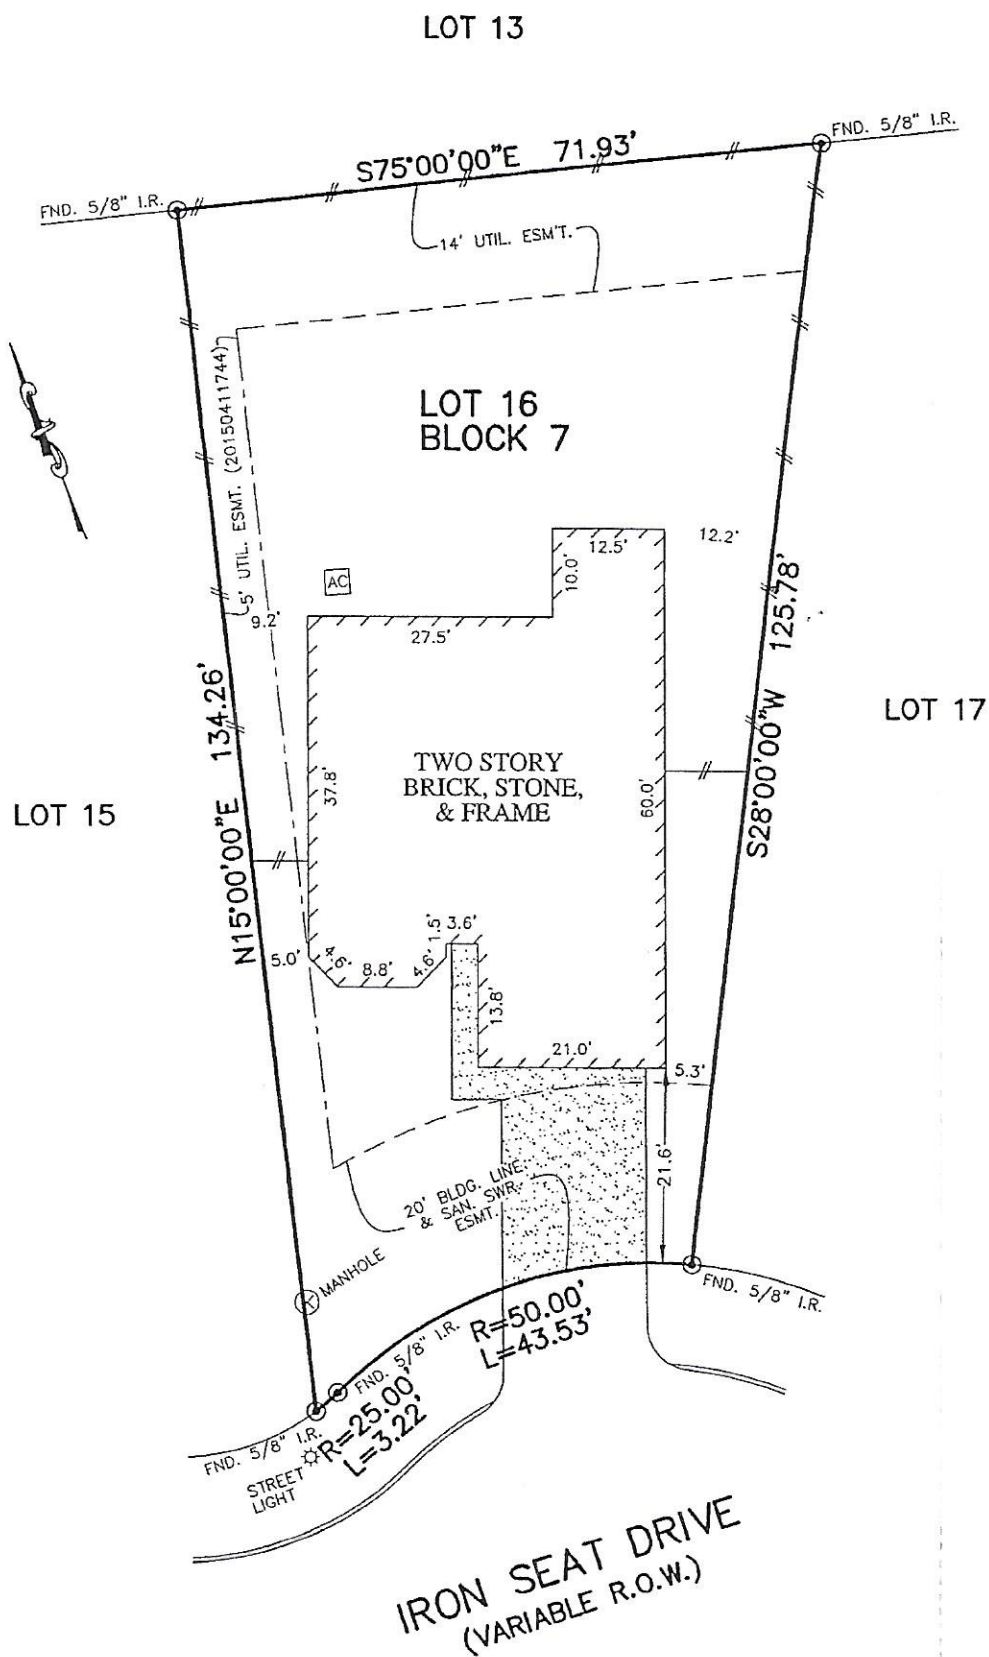 LOT 13
FND. 5/8" I.R.
S75°00'00"E 71.93'
FND. 5/8" I.R.
14' UTIL. ESM'T.
5' UTIL. ESMT. (20150411744)
LOT 16
BLOCK 7
12.5'
12.2'
10.0'
AC
9.2'
27.5'
N15°00'00"E 134.26'
S28°00'00"W 125.78'
LOT 17
TWO STORY
BRICK, STONE,
& FRAME
37.8'
60.0'
LOT 15
1.5'
3.6'
5.0'
4.6'
8.8'
4.6'
13.8'
21.0'
5.3'
21.6'
20' BLDG. LINE
& SAN. SWR.
ESMT.
MANHOLE
FND. 5/8" I.R.
R=50.00'
L=43.53'
FND. 5/8" I.R.
R=25.00'
L=3.22'
FND. 5/8" I.R.
STREET
LIGHT
IRON SEAT DRIVE
(VARIABLE R.O.W.)